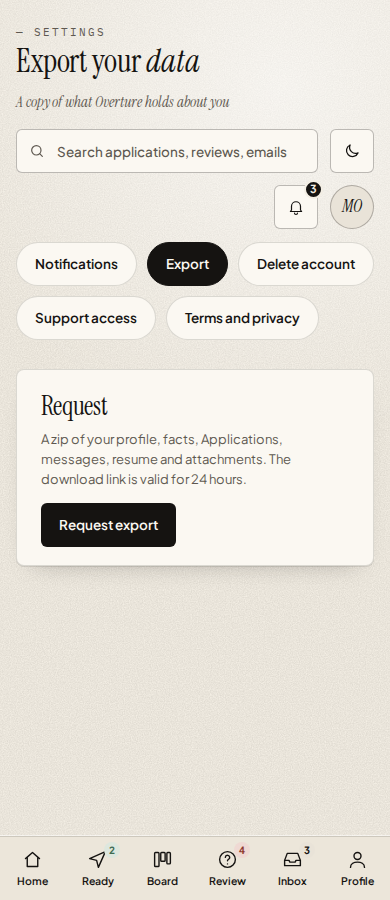 — SETTINGS
Export your data
A copy of what Overture holds about you
Search applications, reviews, emails
3
MO
Notifications
Export
Delete account
Support access
Terms and privacy
Request
A zip of your profile, facts, Applications,
messages, resume and attachments. The
download link is valid for 24 hours.
Request export
2
4
3
Home
Ready
Board
Review
Inbox
Profile